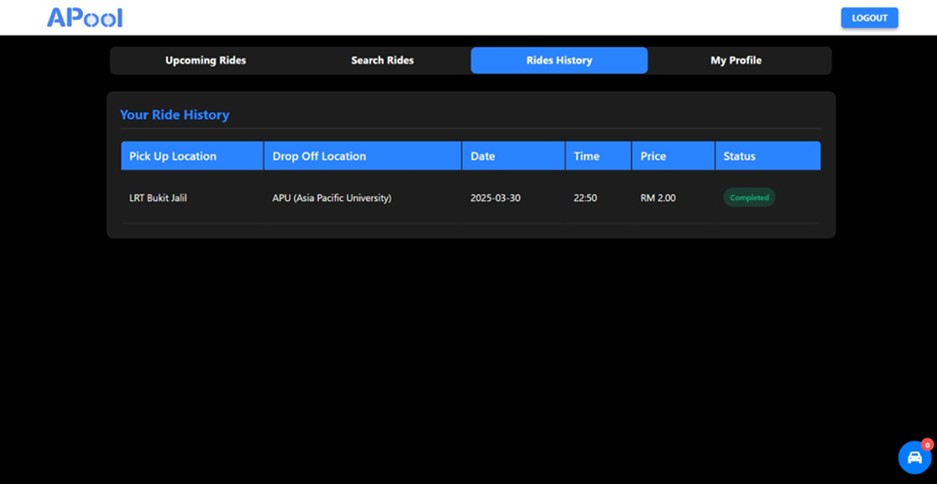 APool
LOGOUT
Upcoming Rides Search Rides Rides History My Profile
Your Ride History
Pick Up Location Drop Off Location Date Time Price Status
LRT Bukit Jalil APU (Asia Pacific University) 2025-03-30 22:50 RM 2.00 Completed
0